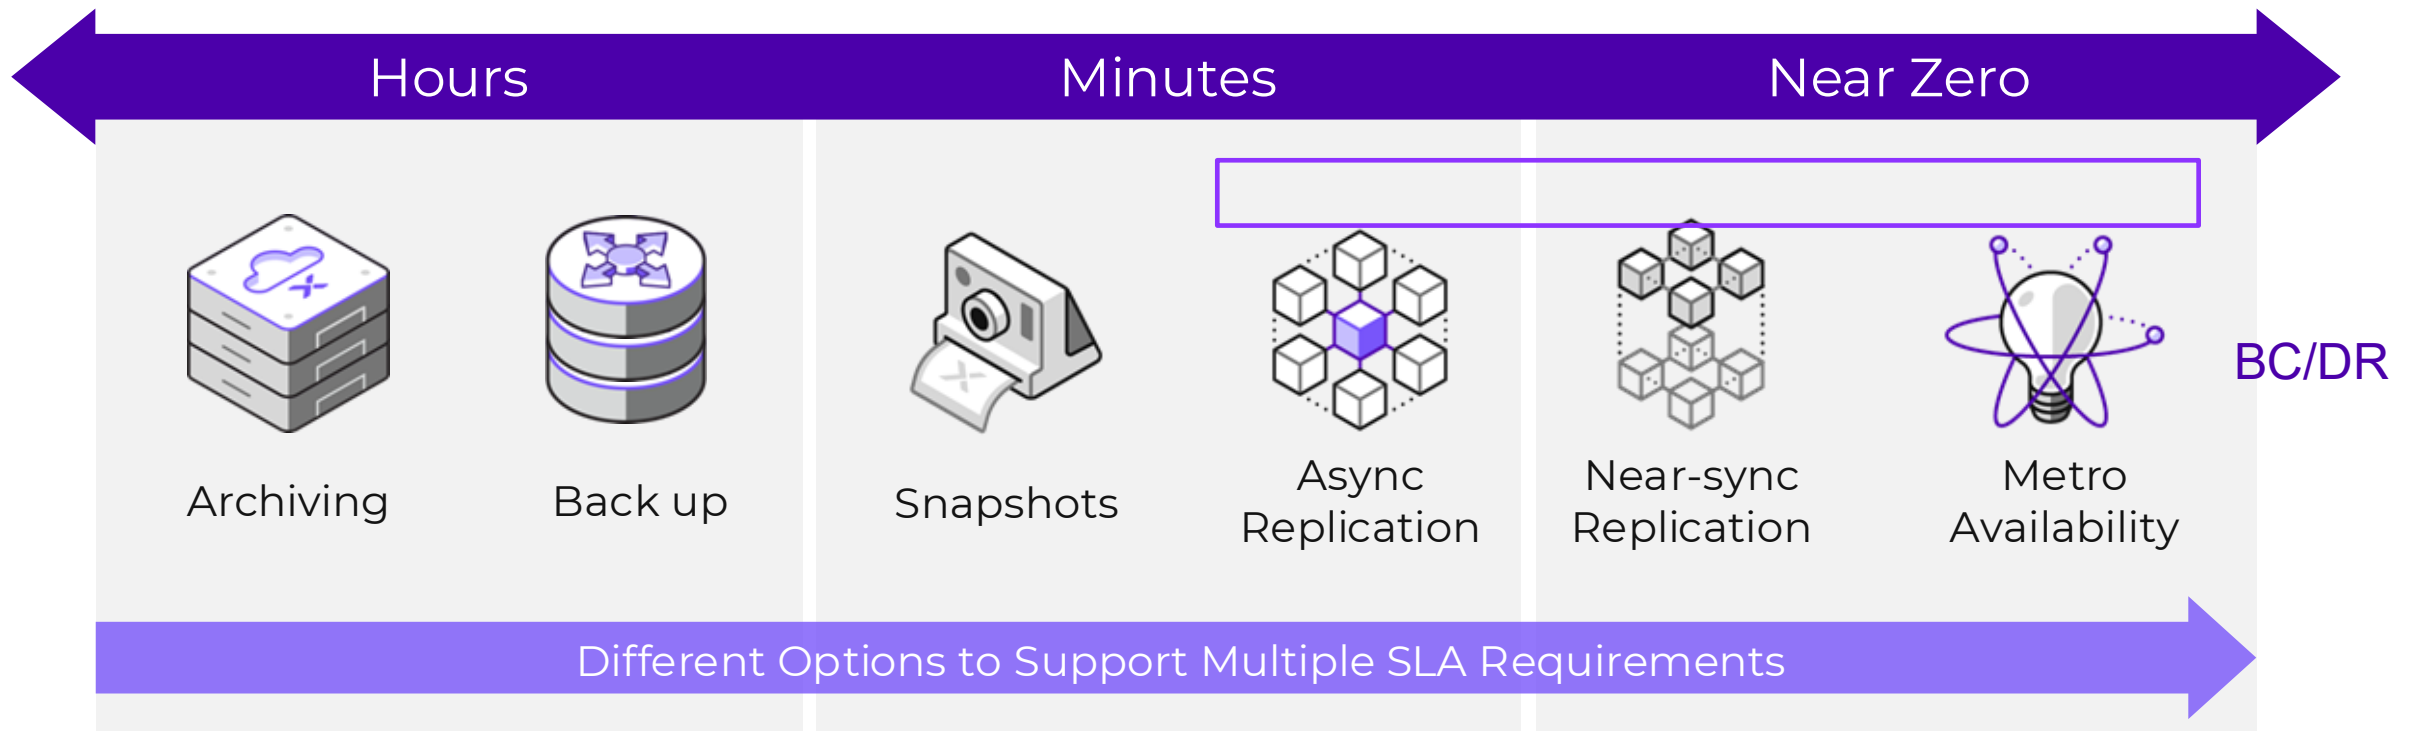 Hours
Minutes
Near Zero
Archiving
Back up
Snapshots
Async
Replication
Near-sync
Replication
Metro
Availability
BC/DR
Different Options to Support Multiple SLA Requirements